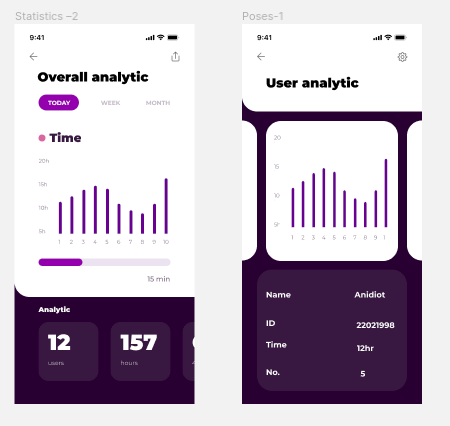 Statistics –2
9:41
Overall analytic
TODAY WEEK MONTH
Time
20h
15h
10h
5h
1 2 3 4 5 6 7 8 9 10
15 min
Analytic
12
users
157
hours
Poses-1
9:41
User analytic
20
15
10
5h
1 2 3 4 5 6 7 8 9 1
Name Anidiot
ID 22021998
Time 12hr
No. 5